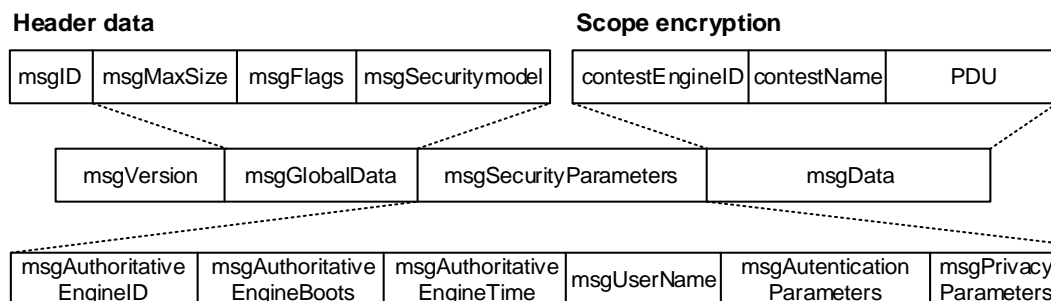 Header data
Scope encryption
msgID msgMaxSize msgFlags msgSecuritymodel
contestEngineID contestName PDU
msgVersion msgGlobalData msgSecurityParameters msgData
msgAuthoritative EngineID
msgAuthoritative EngineBoots
msgAuthoritative EngineTime
msgUserName
msgAutentication Parameters
msgPrivacy Parameters